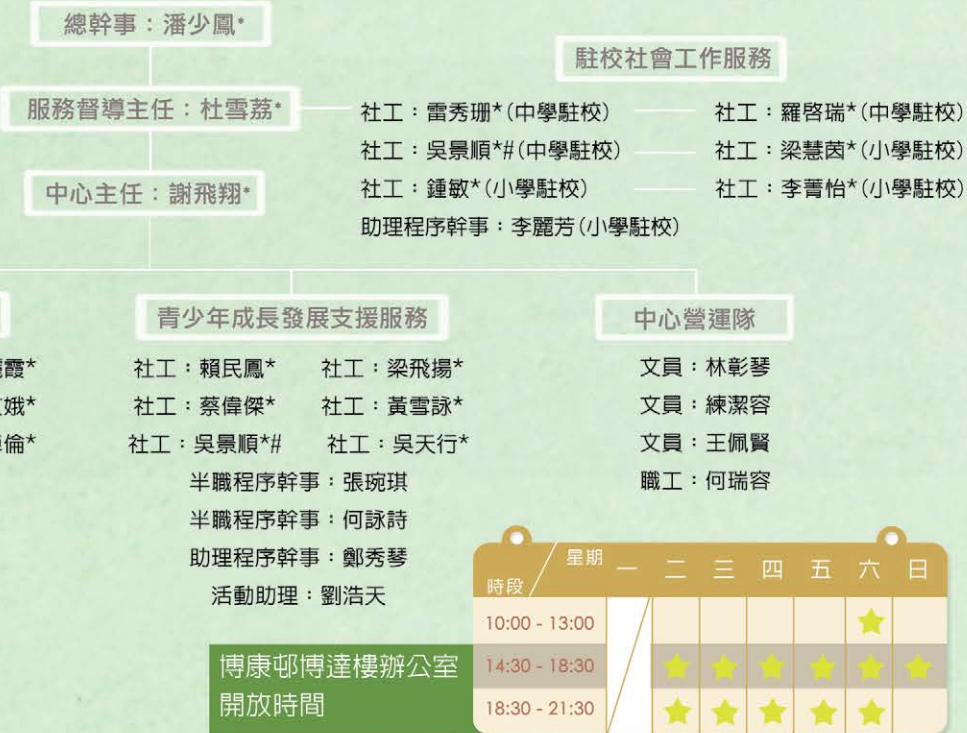 總幹事：潘少鳳*
駐校社會工作服務
服務督導主任：杜雪荔*
社工：雷秀珊*(中學駐校)
社工：羅啓瑞*(中學駐校)
社工：吳景順*#(中學駐校)
社工：梁慧茵*(小學駐校)
中心主任：謝飛翔*
社工：鍾敏*(小學駐校)
社工：李菁怡*(小學駐校)
助理程序幹事：李麗芳(小學駐校)
霞*
娥*
倫*
青少年成長發展支援服務
社工：賴民鳳* 社工：梁飛揚*
社工：蔡偉傑* 社工：黃雪詠*
社工：吳景順*# 社工：吳天行*
半職程序幹事：張琬琪
半職程序幹事：何詠詩
助理程序幹事：鄭秀琴
活動助理：劉浩天
中心營運隊
文員：林彰琴
文員：練潔容
文員：王佩賢
職工：何瑞容
博康邨博達樓辦公室
開放時間
時段 / 星期 一 二 三 四 五 六 日
10:00 - 13:00
14:30 - 18:30
18:30 - 21:30